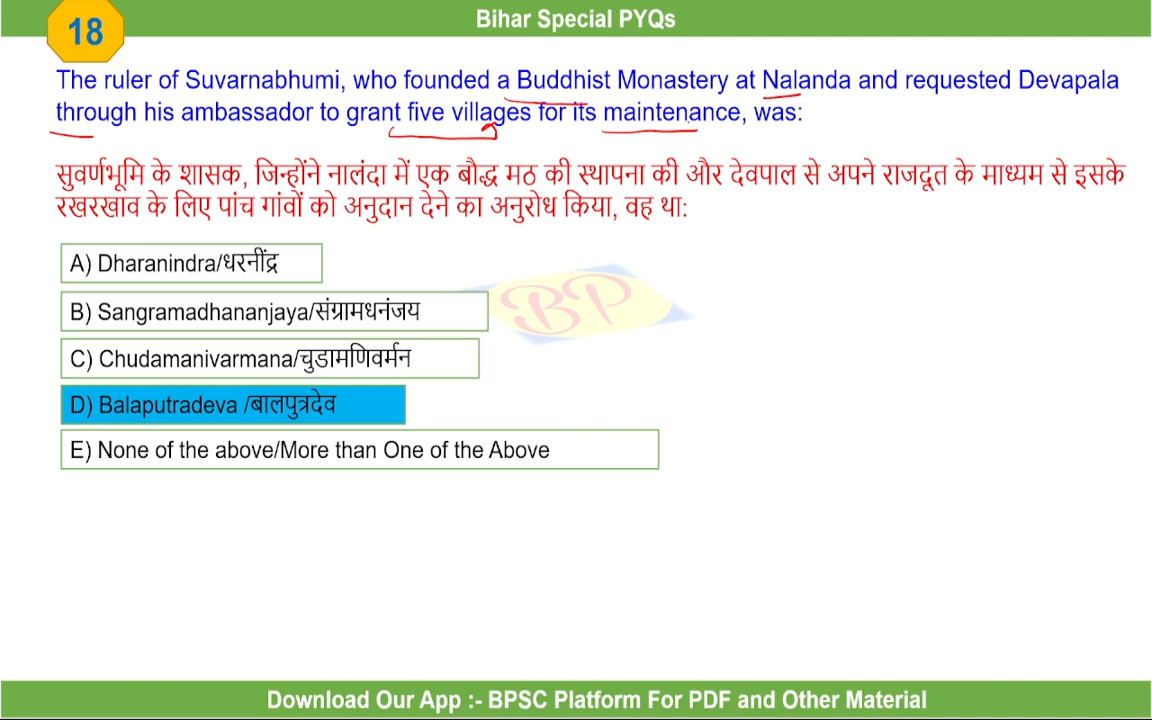 Bihar Special PYQs
18
The ruler of Suvarnabhumi, who founded a Buddhist Monastery at Nalanda and requested Devapala
through his ambassador to grant five villages for its maintenance, was:
सुवर्णभूमि के शासक, जिन्होंने नालंदा में एक बौद्ध मठ की स्थापना की और देवपाल से अपने राजदूत के माध्यम से इसके
रखरखाव के लिए पांच गांवों को अनुदान देने का अनुरोध किया, वह था:
A) Dharanindra/धरनींद्र
B) Sangramadhananjaya/संग्रामधनंजय
C) Chudamanivarmana/चुडामणिवर्मन
D) Balaputradeva /बालपुत्रदेव
E) None of the above/More than One of the Above
BP
Download Our App :- BPSC Platform For PDF and Other Material